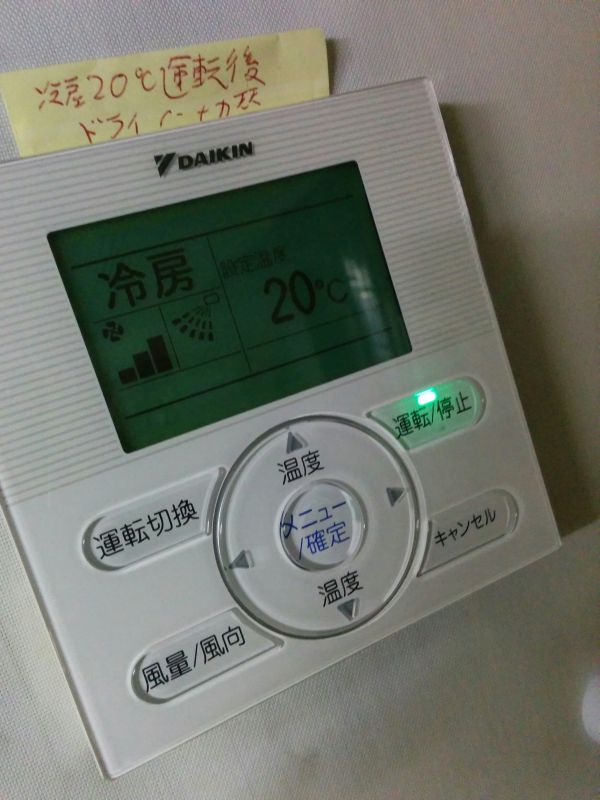 冷房20℃運転後
ドライ
DAIKIN
冷房
設定温度
20℃
運転/停止
温度
運転切換
メニュー
/確定
キャンセル
温度
風量/風向